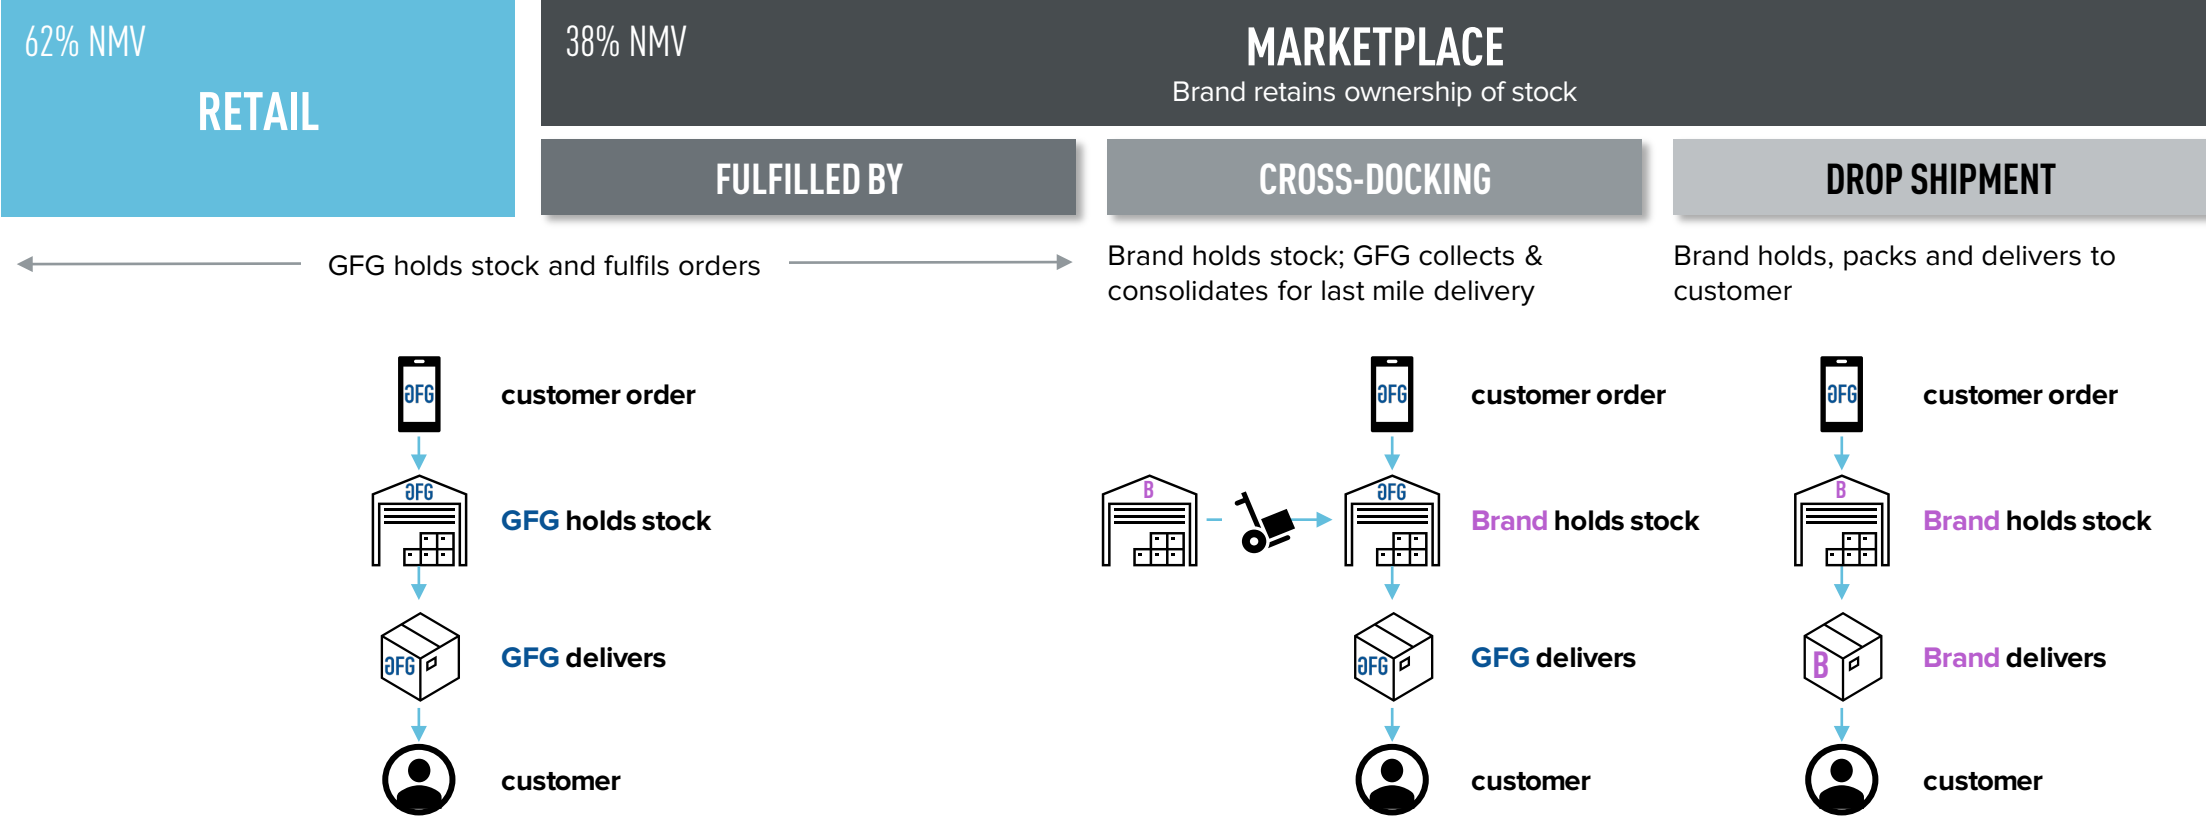 62% NMV
RETAIL
38% NMV
MARKETPLACE
Brand retains ownership of stock
FULFILLED BY
CROSS-DOCKING
DROP SHIPMENT
GFG holds stock and fulfils orders
Brand holds stock; GFG collects &
consolidates for last mile delivery
Brand holds, packs and delivers to
customer
GFG
customer order
GFG
GFG holds stock
GFG
GFG delivers
customer
GFG
customer order
B
GFG
Brand holds stock
GFG
GFG delivers
customer
GFG
customer order
B
Brand holds stock
B
Brand delivers
customer